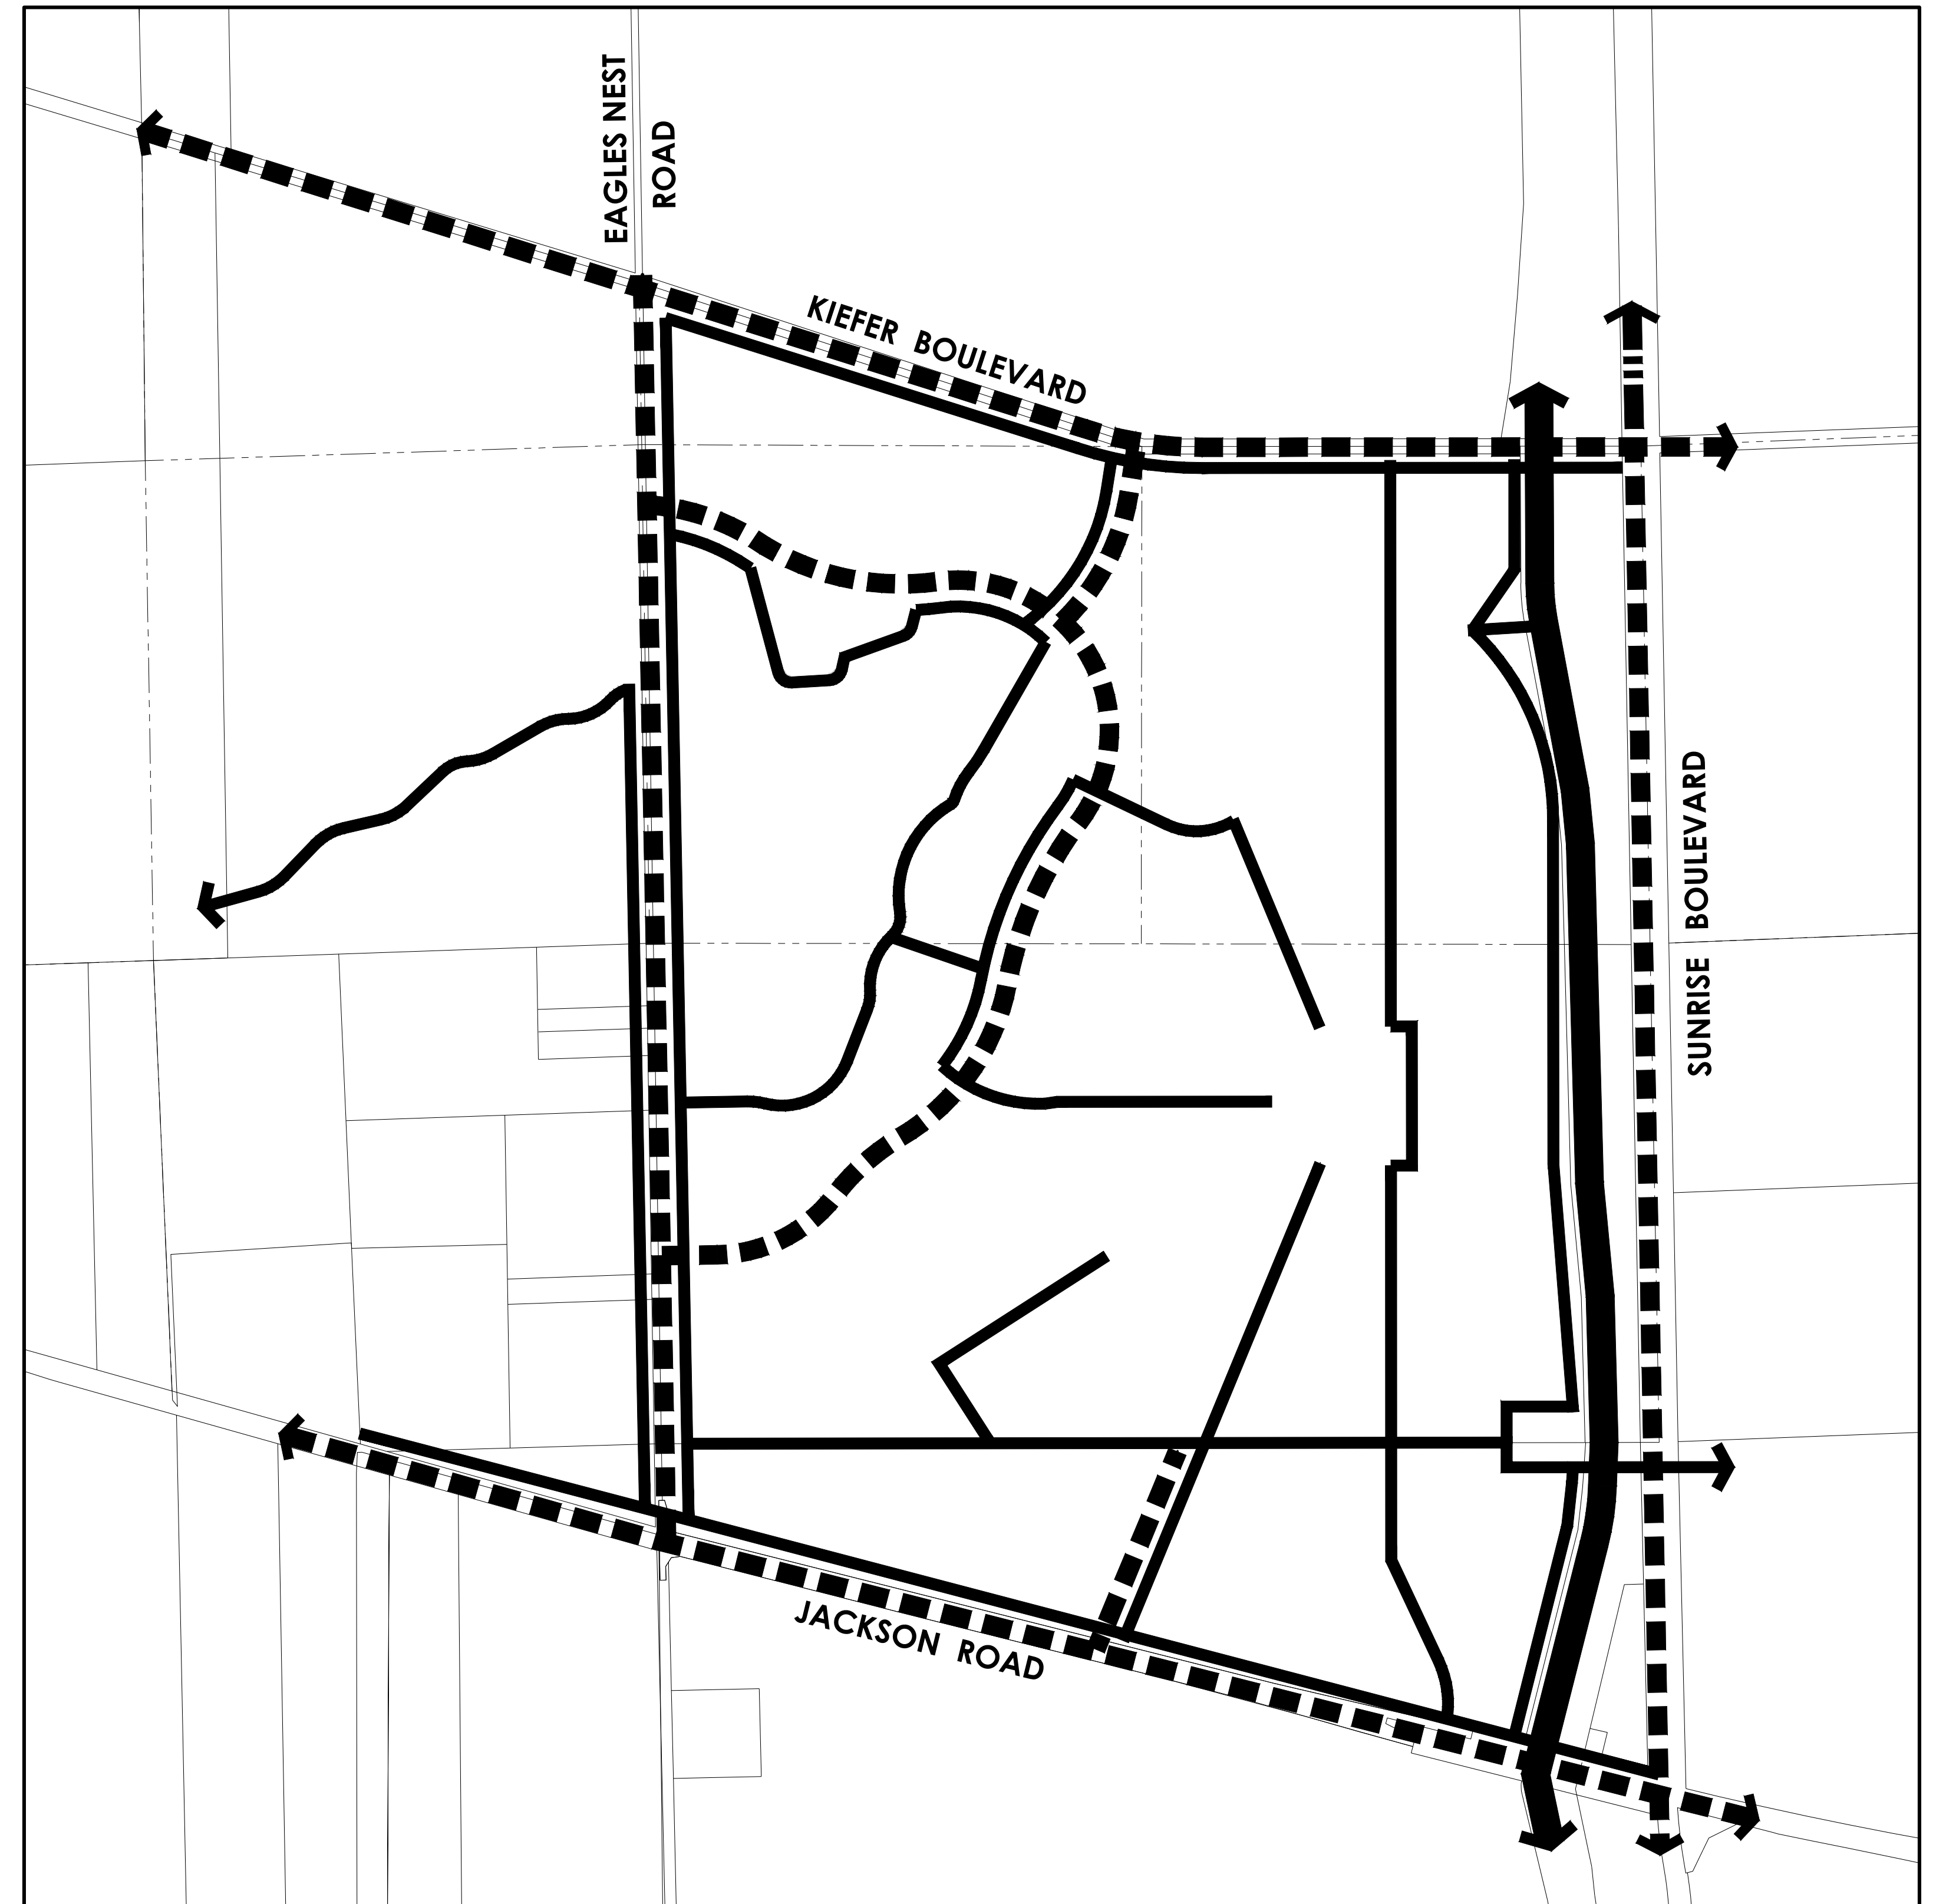 EAGLES NEST
ROAD
KIEFER BOULEVARD
SUNRISE BOULEVARD
JACKSON ROAD